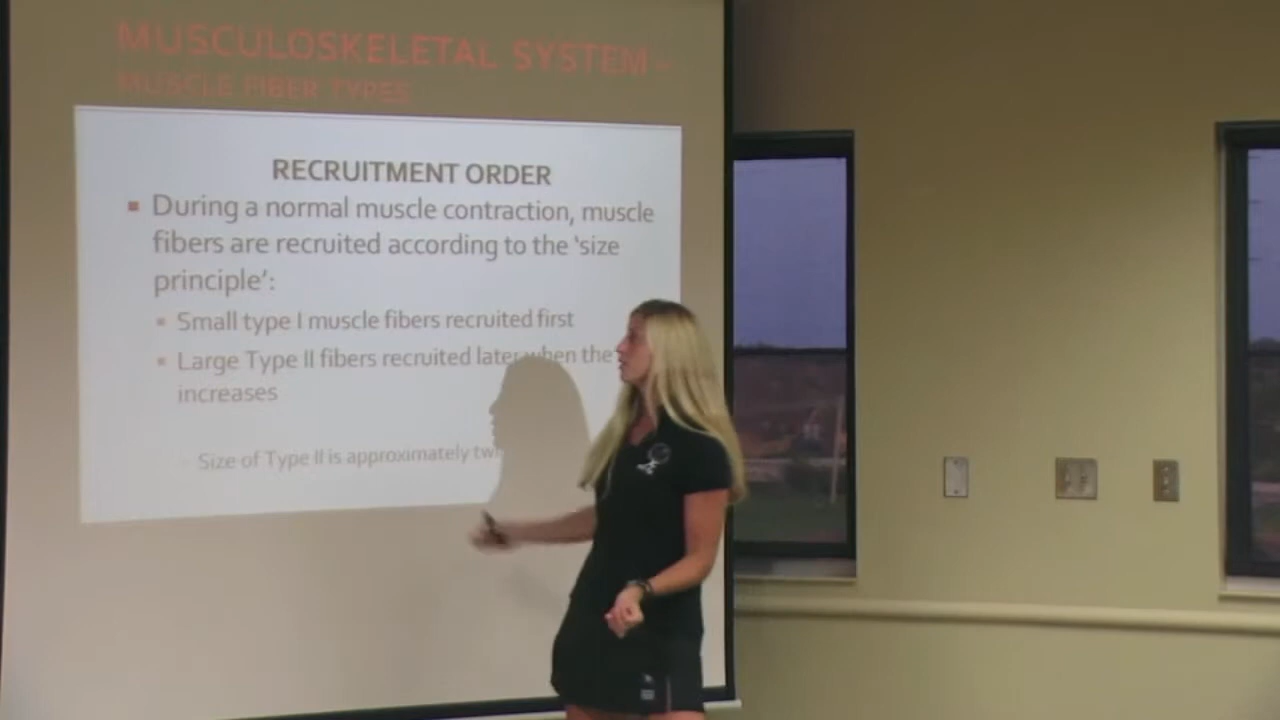 MUSCULOSKELETAL SYSTEM –
MUSCLE FIBER TYPES
RECRUITMENT ORDER
During a normal muscle contraction, muscle
fibers are recruited according to the 'size
principle':
Small type I muscle fibers recruited first
Large Type II fibers recruited later when the
increases
Size of Type II is approximately